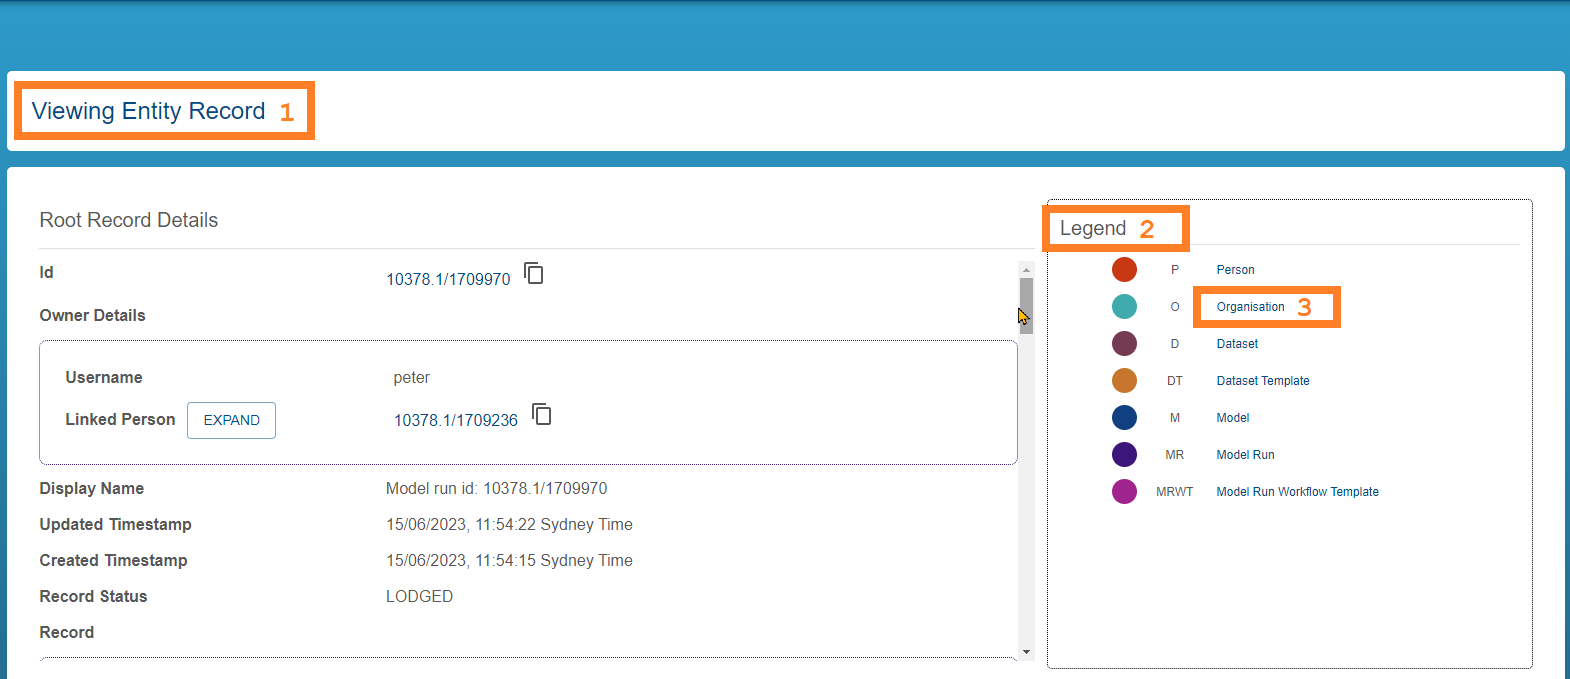 Viewing Entity Record 1
Root Record Details
Id 10378.1/1709970
Owner Details
Username peter
Linked Person EXPAND 10378.1/1709236
Display Name Model run id: 10378.1/1709970
Updated Timestamp 15/06/2023, 11:54:22 Sydney Time
Created Timestamp 15/06/2023, 11:54:15 Sydney Time
Record Status LODGED
Record
Legend 2
P Person
O Organisation 3
D Dataset
DT Dataset Template
M Model
MR Model Run
MRWT Model Run Workflow Template